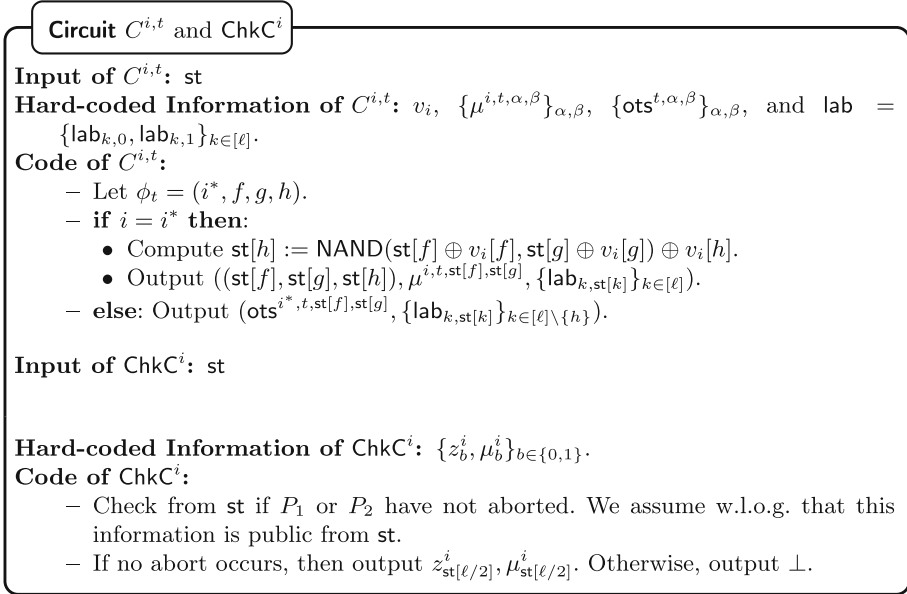 Circuit C^{i,t} and ChkC^i
Input of C^{i,t}: st
Hard-coded Information of C^{i,t}: v_i, {μ^{i,t,α,β}}_{α,β}, {ots^{t,α,β}}_{α,β}, and lab =
{lab_{k,0}, lab_{k,1}}_{k∈[ℓ]}.
Code of C^{i,t}:
– Let ϕ_t = (i*, f, g, h).
– if i = i* then:
• Compute st[h] := NAND(st[f] ⊕ v_i[f], st[g] ⊕ v_i[g]) ⊕ v_i[h].
• Output ((st[f], st[g], st[h]), μ^{i,t,st[f],st[g]}, {lab_{k,st[k]}}_{k∈[ℓ]}).
– else: Output (ots^{i*,t,st[f],st[g]}, {lab_{k,st[k]}}_{k∈[ℓ]\{h}}).
Input of ChkC^i: st
Hard-coded Information of ChkC^i: {z_b^i, μ_b^i}_{b∈{0,1}}.
Code of ChkC^i:
– Check from st if P_1 or P_2 have not aborted. We assume w.l.o.g. that this
information is public from st.
– If no abort occurs, then output z^i_{st[ℓ/2]}, μ^i_{st[ℓ/2]}. Otherwise, output ⊥.